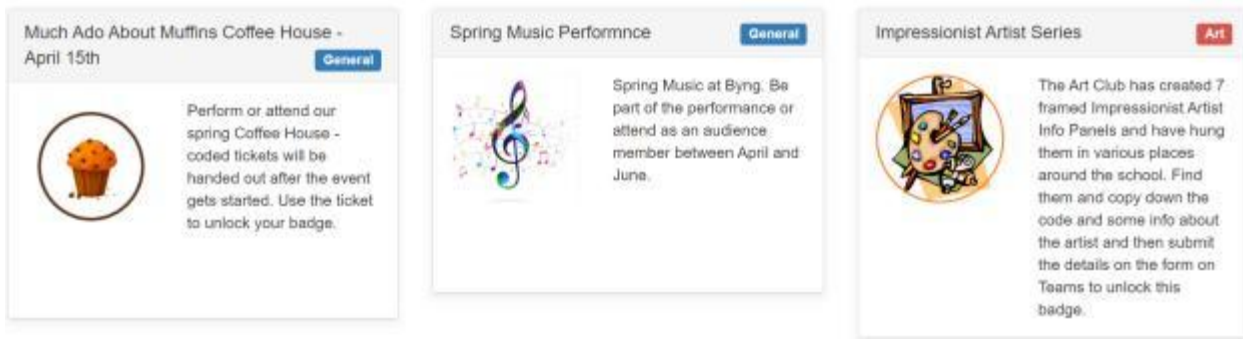 Much Ado About Muffins Coffee House -
April 15th
General
Perform or attend our
spring Coffee House -
coded tickets will be
handed out after the event
gets started. Use the ticket
to unlock your badge.
Spring Music Performnce
General
Spring Music at Byng. Be
part of the performance or
attend as an audience
member between April and
June.
Impressionist Artist Series
Art
The Art Club has created 7
framed Impressionist Artist
Info Panels and have hung
them in various places
around the school. Find
them and copy down the
code and some info about
the artist and then submit
the details on the form on
Teams to unlock this
badge.